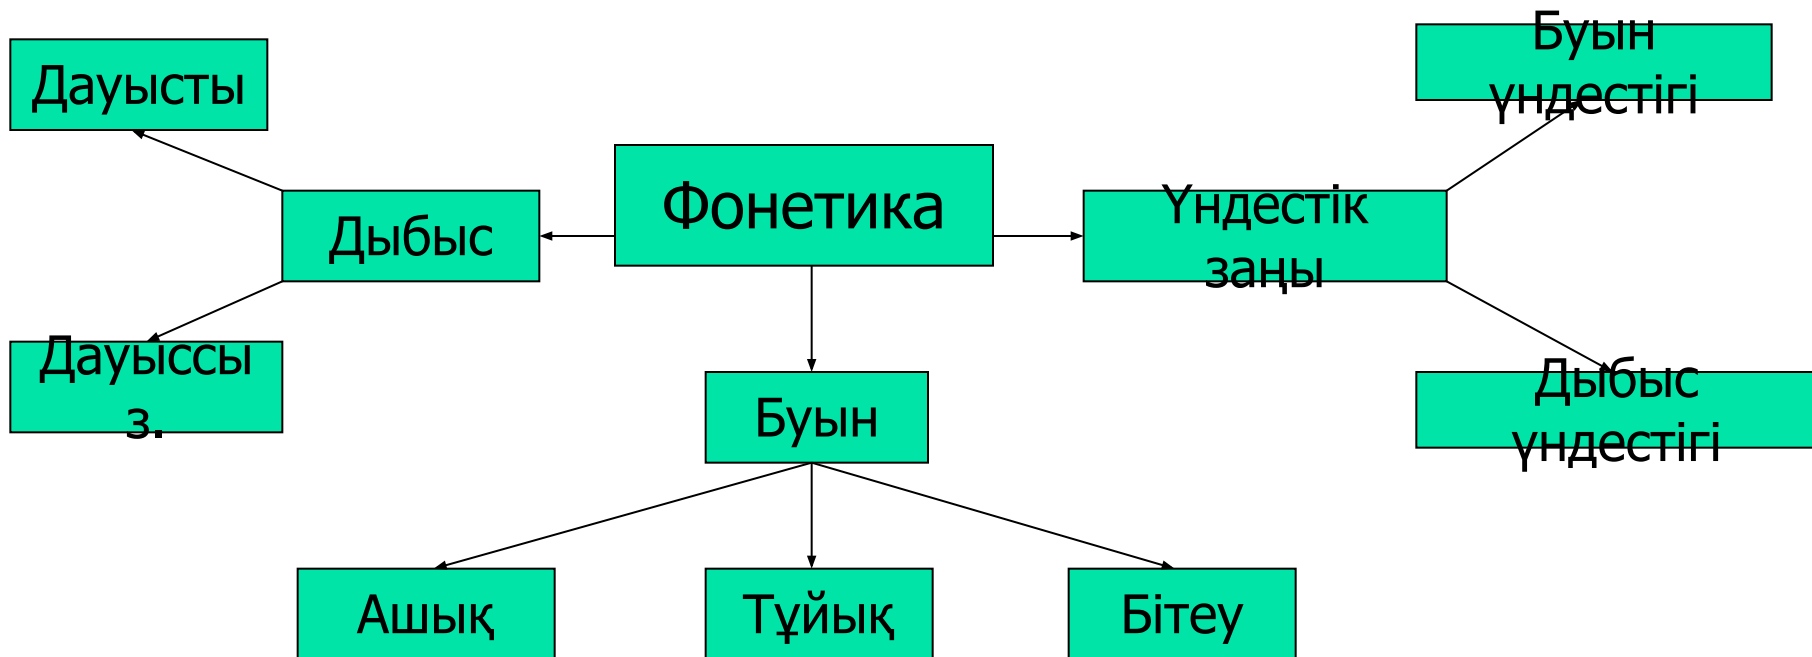 Буын
үндестігі
Дауысты
Фонетика
Дыбыс
Үндестік
заңы
Дауыссы
з.
Буын
Дыбыс
үндестігі
Ашық
Тұйық
Бітеу